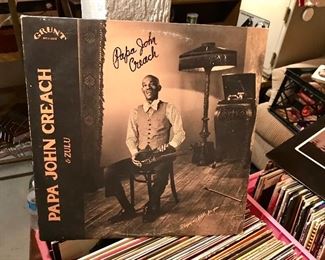 GRUNT
Papa John
Creach
PAPA JOHN CREACH
& ZULU